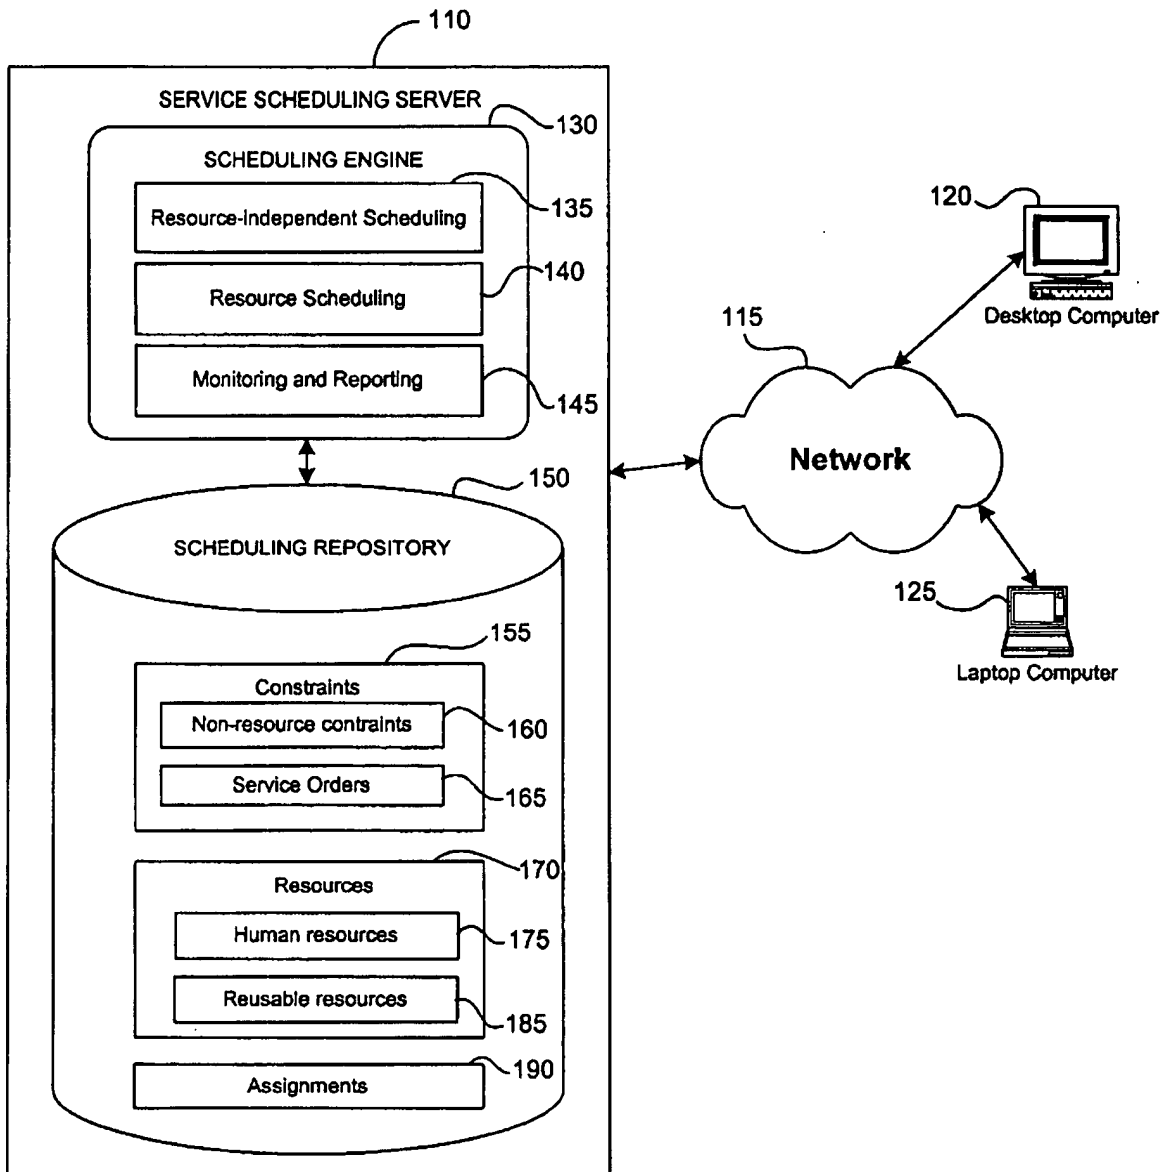 110
SERVICE SCHEDULING SERVER
130
SCHEDULING ENGINE
Resource-independent Scheduling
135
Resource Scheduling
140
Monitoring and Reporting
145
150
SCHEDULING REPOSITORY
155
Constraints
Non-resource contraints
160
Service Orders
165
170
Resources
Human resources
175
Reusable resources
185
190
Assignments
115
Network
120
Desktop Computer
125
Laptop Computer